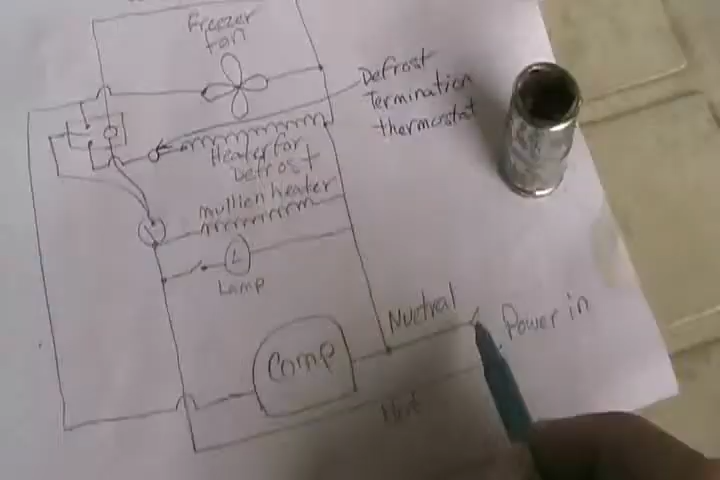 Freezer
fan
Defrost
Termination
thermostat
Heater for
Defrost
mullion heater
L
Lamp
Nuetral
Power in
Comp
Hot